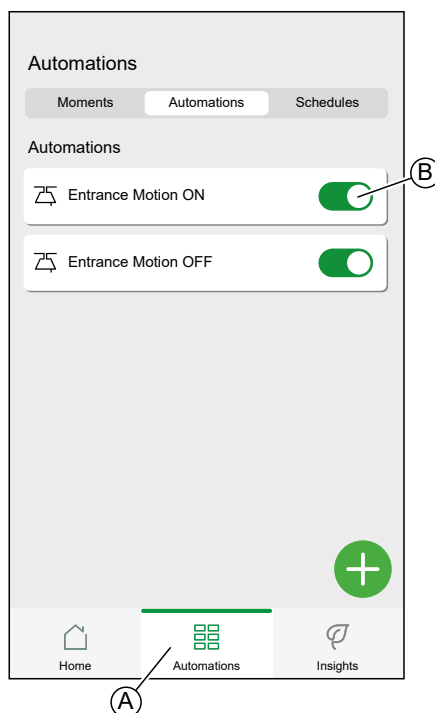 Automations
Moments Automations Schedules
Automations
Entrance Motion ON
B
Entrance Motion OFF
Home Automations Insights
A